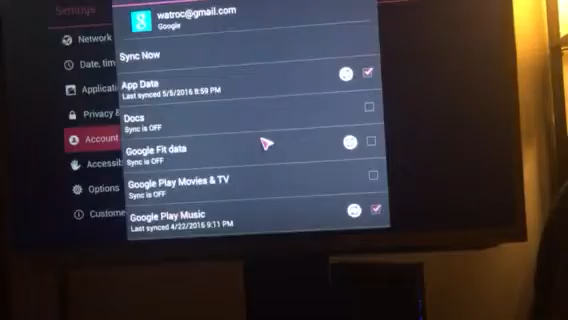 Settings
Network
Date, tim
Applicati
Privacy &
Account
Accessib
Options
Custome
watroc@gmail.com
Google
Sync Now
App Data
Last synced 5/5/2016 8:59 PM
Docs
Sync is OFF
Google Fit data
Sync is OFF
Google Play Movies & TV
Sync is OFF
Google Play Music
Last synced 4/22/2016 9:11 PM